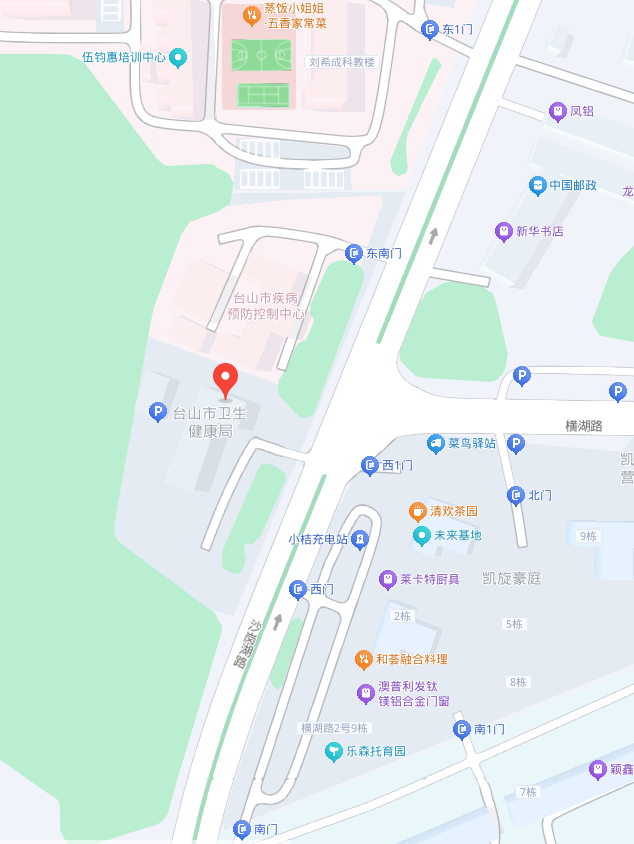 蒸饭小姐姐
·五香家常菜
东1门
伍钧惠培训中心
刘希成科教楼
凤铝
中国邮政
龙
新华书店
东南门
台山市疾病
预防控制中心
P
P
P
台山市卫生
健康局
横湖路
菜鸟驿站
P
西1门
凯
营
北门
清欢茶园
未来基地
9栋
小桔充电站
莱卡特厨具
凯旋豪庭
西门
2栋
5栋
沙岗湖路
和荟融合料理
8栋
澳普利发钛
镁铝合金门窗
横湖路2号9栋
南1门
乐森托育园
颖鑫
7栋
南门